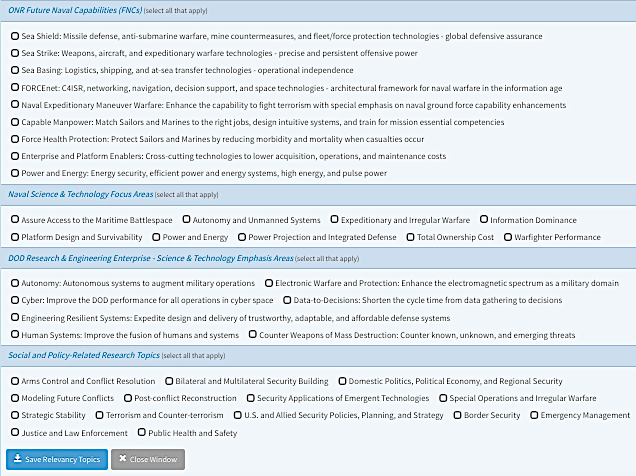 ONR Future Naval Capabilities (FNCs) (select all that apply)
Sea Shield: Missile defense, anti-submarine warfare, mine countermeasures, and fleet/force protection technologies - global defensive assurance
Sea Strike: Weapons, aircraft, and expeditionary warfare technologies - precise and persistent offensive power
Sea Basing: Logistics, shipping, and at-sea transfer technologies - operational independence
FORCEnet: C4ISR, networking, navigation, decision support, and space technologies - architectural framework for naval warfare in the information age
Naval Expeditionary Maneuver Warfare: Enhance the capability to fight terrorism with special emphasis on naval ground force capability enhancements
Capable Manpower: Match Sailors and Marines to the right jobs, design intuitive systems, and train for mission essential competencies
Force Health Protection: Protect Sailors and Marines by reducing morbidity and mortality when casualties occur
Enterprise and Platform Enablers: Cross-cutting technologies to lower acquisition, operations, and maintenance costs
Power and Energy: Energy security, efficient power and energy systems, high energy, and pulse power
Naval Science & Technology Focus Areas (select all that apply)
Assure Access to the Maritime Battlespace Autonomy and Unmanned Systems Expeditionary and Irregular Warfare Information Dominance
Platform Design and Survivability Power and Energy Power Projection and Integrated Defense Total Ownership Cost Warfighter Performance
DOD Research & Engineering Enterprise - Science & Technology Emphasis Areas (select all that apply)
Autonomy: Autonomous systems to augment military operations Electronic Warfare and Protection: Enhance the electromagnetic spectrum as a military domain
Cyber: Improve the DOD performance for all operations in cyber space Data-to-Decisions: Shorten the cycle time from data gathering to decisions
Engineering Resilient Systems: Expedite design and delivery of trustworthy, adaptable, and affordable defense systems
Human Systems: Improve the fusion of humans and systems Counter Weapons of Mass Destruction: Counter known, unknown, and emerging threats
Social and Policy-Related Research Topics (select all that apply)
Arms Control and Conflict Resolution Bilateral and Multilateral Security Building Domestic Politics, Political Economy, and Regional Security
Modeling Future Conflicts Post-conflict Reconstruction Security Applications of Emergent Technologies Special Operations and Irregular Warfare
Strategic Stability Terrorism and Counter-terrorism U.S. and Allied Security Policies, Planning, and Strategy Border Security Emergency Management
Justice and Law Enforcement Public Health and Safety
Save Relevancy Topics Close Window